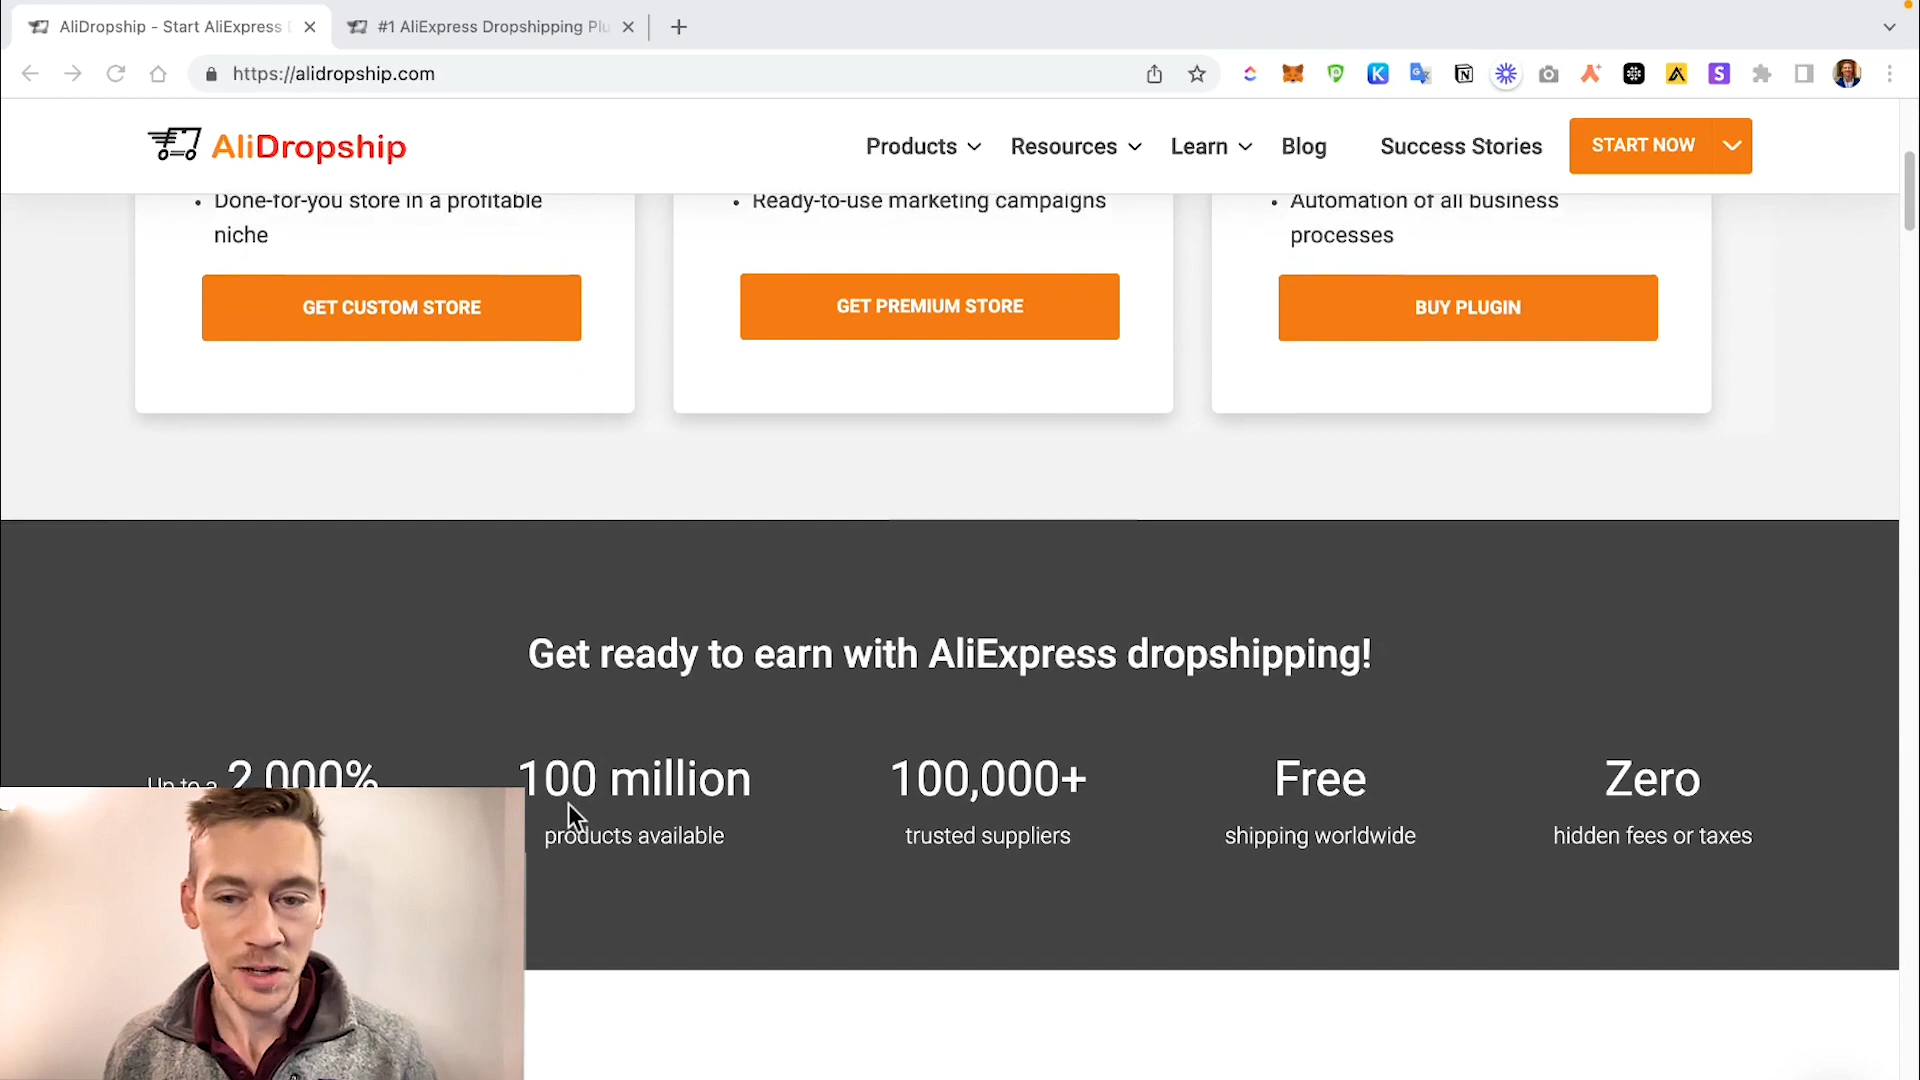 AliDropship - Start AliExpress
#1 AliExpress Dropshipping Plu
https://alidropship.com
AliDropship
Products
Resources
Learn
Blog
Success Stories
START NOW
• Done-for-you store in a profitable
niche
GET CUSTOM STORE
• Ready-to-use marketing campaigns
GET PREMIUM STORE
• Automation of all business
processes
BUY PLUGIN
Get ready to earn with AliExpress dropshipping!
Up to a 2,000%
100 million
products available
100,000+
trusted suppliers
Free
shipping worldwide
Zero
hidden fees or taxes